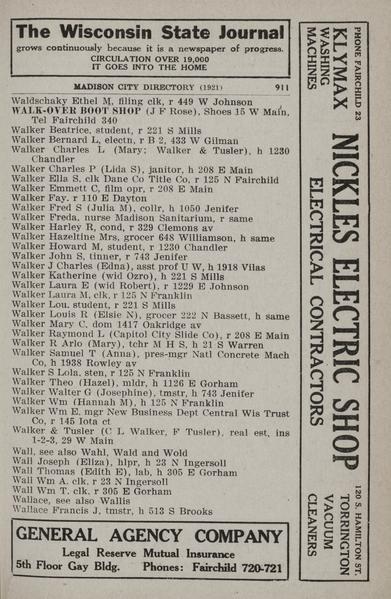 The Wisconsin State Journal
grows continuously because it is a newspaper of progress.
CIRCULATION OVER 19,000
IT GOES INTO THE HOME
MADISON CITY DIRECTORY (1921) 911
Waldschaky Ethel M, filing clk, r 449 W Johnson
WALK-OVER BOOT SHOP (J F Rose), Shoes 15 W Main,
Tel Fairchild 340
Walker Beatrice, student, r 221 S Mills
Walker Bernard L, electn, r B 2, 433 W Gilman
Walker Charles L (Mary; Walker & Tusler), h 1230
Chandler
Walker Charles P (Lida S), janitor, h 208 E Main
Walker Ella S, clk Dane Co Title Co, r 125 N Fairchild
Walker Emmett C, film opr, r 208 E Main
Walker Fay, r 110 E Dayton
Walker Fred S (Julia M), collr, h 1050 Jenifer
Walker Freda, nurse Madison Sanitarium, r same
Walker Harley R, cond, r 329 Clemons av
Walker Hazeltine Mrs, grocer 648 Williamson, h same
Walker Howard M, student, r 1230 Chandler
Walker John S, tinner, r 743 Jenifer
Walker J Charles (Edna), asst prof U W, h 1918 Vilas
Walker Katherine (wid Ozro), h 221 S Mills
Walker Laura E (wid Robert), r 1229 E Johnson
Walker Laura M, clk, r 125 N Franklin
Walker Lou, student, r 221 S Mills
Walker Louis R (Elsie N), grocer 222 N Bassett, h same
Walker Mary C, dom 1417 Oakridge av
Walker Raymond L (Capitol City Slide Co), r 208 E Main
Walker R Arlo (Mary), tchr M H S, h 21 S Warren
Walker Samuel T (Anna), pres-mgr Natl Concrete Mach
Co, h 1938 Rowley av
Walker S Lola, sten, r 125 N Franklin
Walker Theo (Hazel), mldr, h 1126 E Gorham
Walker Walter G (Josephine), tmstr, h 743 Jenifer
Walker Wm (Hannah M), h 125 N Franklin
Walker Wm E, mgr New Business Dept Central Wis Trust
Co, r 145 Iota ct
Walker & Tusler (C L Walker, F Tusler), real est, ins
1-2-3, 29 W Main
Wall, see also Wahl, Wald and Wold
Wall Joseph (Eliza), hlpr, h 23 N Ingersoll
Wall Thomas (Edith E), lab, h 305 E Gorham
Wall Wm A, clk, r 23 N Ingersoll
Wall Wm T, clk, r 305 E Gorham
Wallace, see also Wallis
Wallace Francis J, tmstr, h 513 S Brooks
GENERAL AGENCY COMPANY
Legal Reserve Mutual Insurance
5th Floor Gay Bldg. Phones: Fairchild 720-721
PHONE FAIRCHILD 23
KLYMAX
WASHING
MACHINES
NICKLES ELECTRIC SHOP
ELECTRICAL CONTRACTORS
120 S. HAMILTON ST.
TORRINGTON
VACUUM
CLEANERS